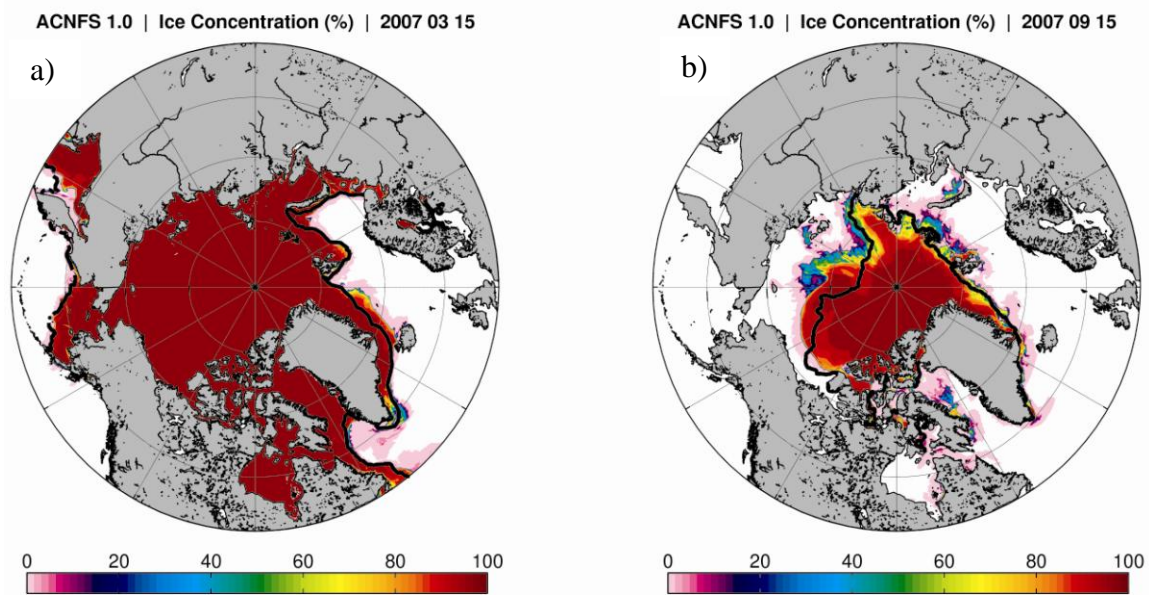 ACNFS 1.0 | Ice Concentration (%) | 2007 03 15
a)
0 20 40 60 80 100
ACNFS 1.0 | Ice Concentration (%) | 2007 09 15
b)
0 20 40 60 80 100